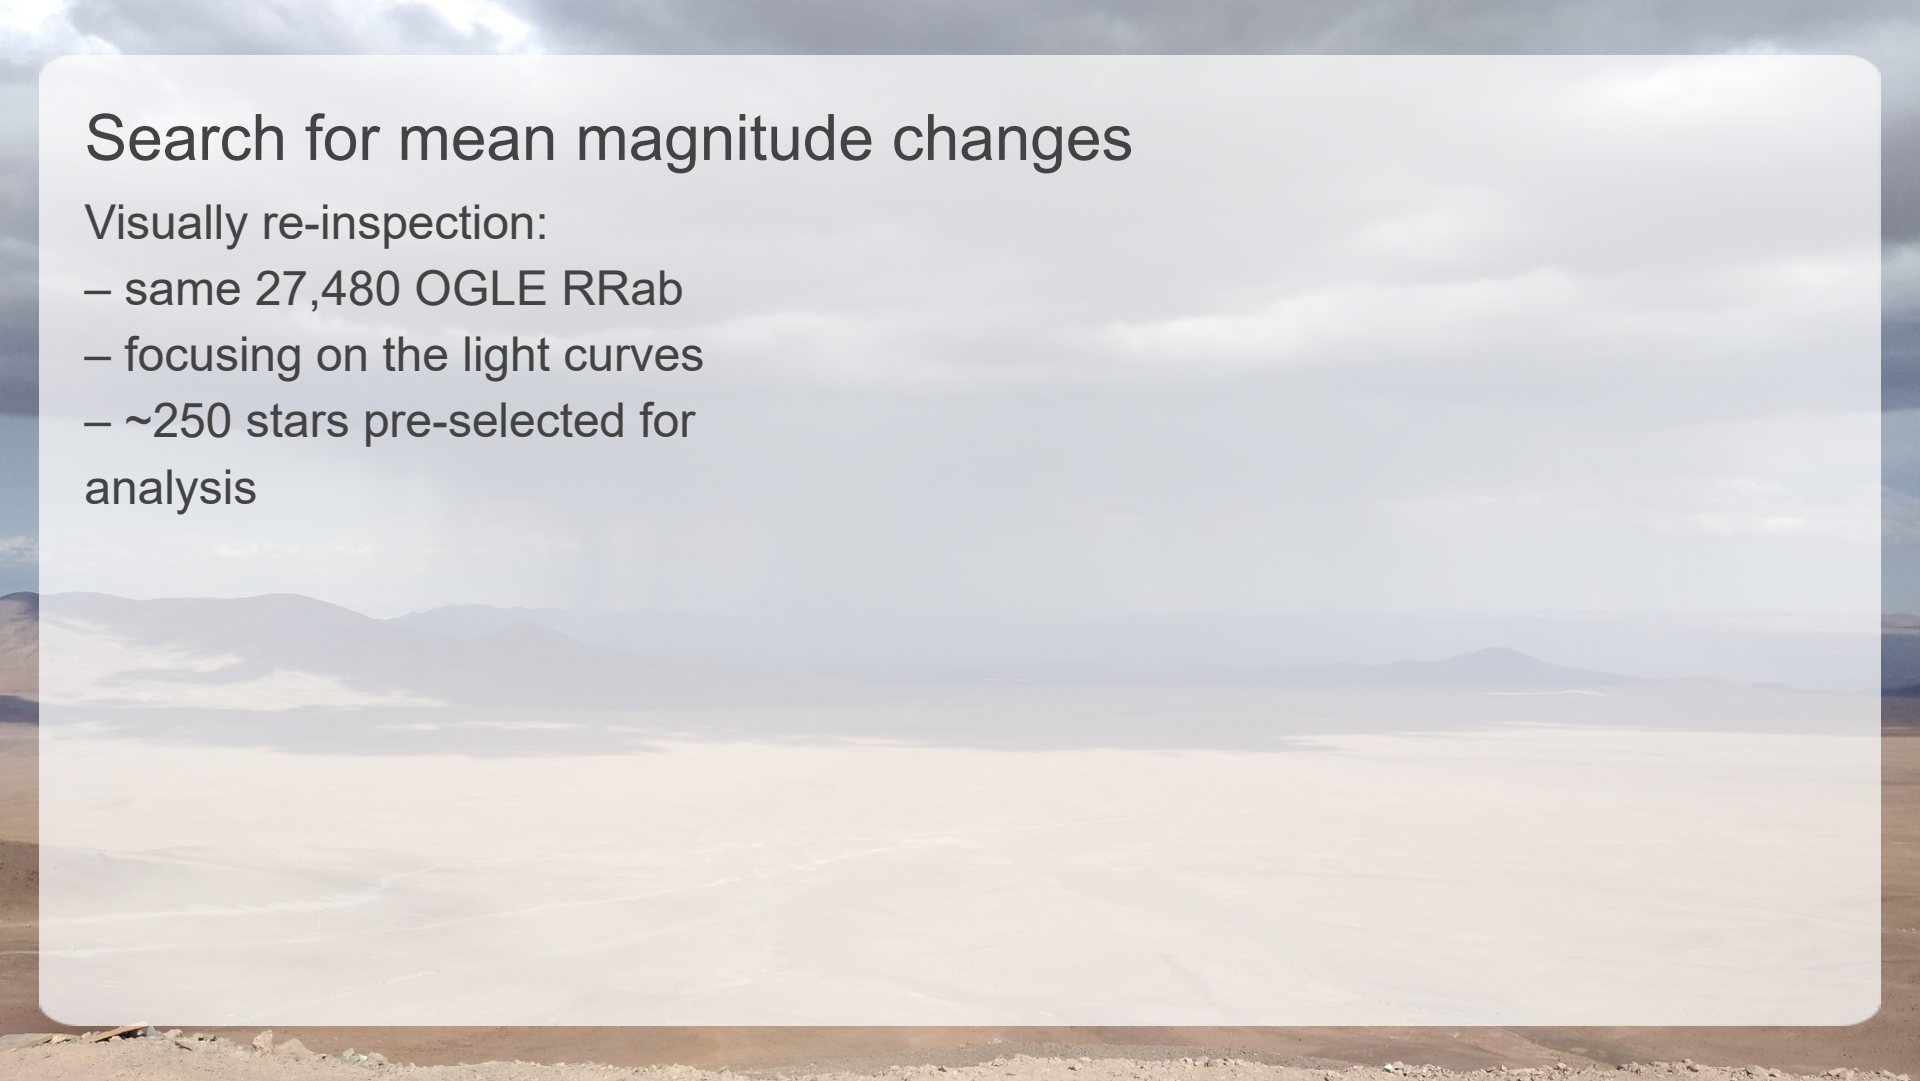 Search for mean magnitude changes
Visually re-inspection:
– same 27,480 OGLE RRab
– focusing on the light curves
– ~250 stars pre-selected for
analysis